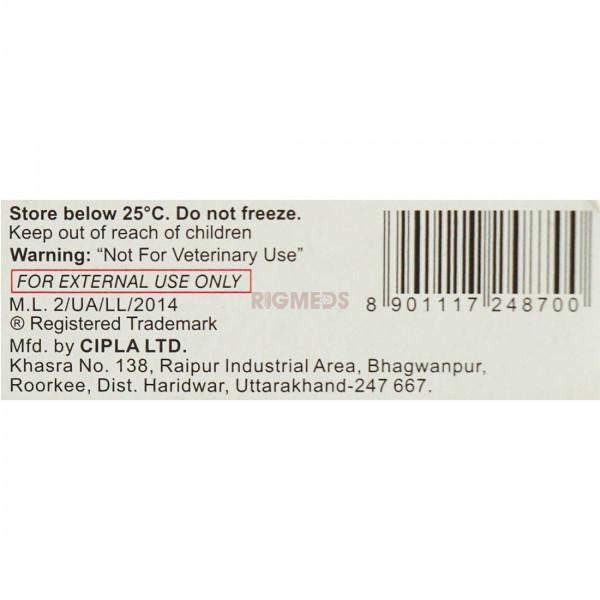 Store below 25°C. Do not freeze.
Keep out of reach of children
Warning: “Not For Veterinary Use”
FOR EXTERNAL USE ONLY
M.L. 2/UA/LL/2014
® Registered Trademark
Mfd. by CIPLA LTD.
Khasra No. 138, Raipur Industrial Area, Bhagwanpur,
Roorkee, Dist. Haridwar, Uttarakhand-247 667.
RIGMEDS
8 901117 248700